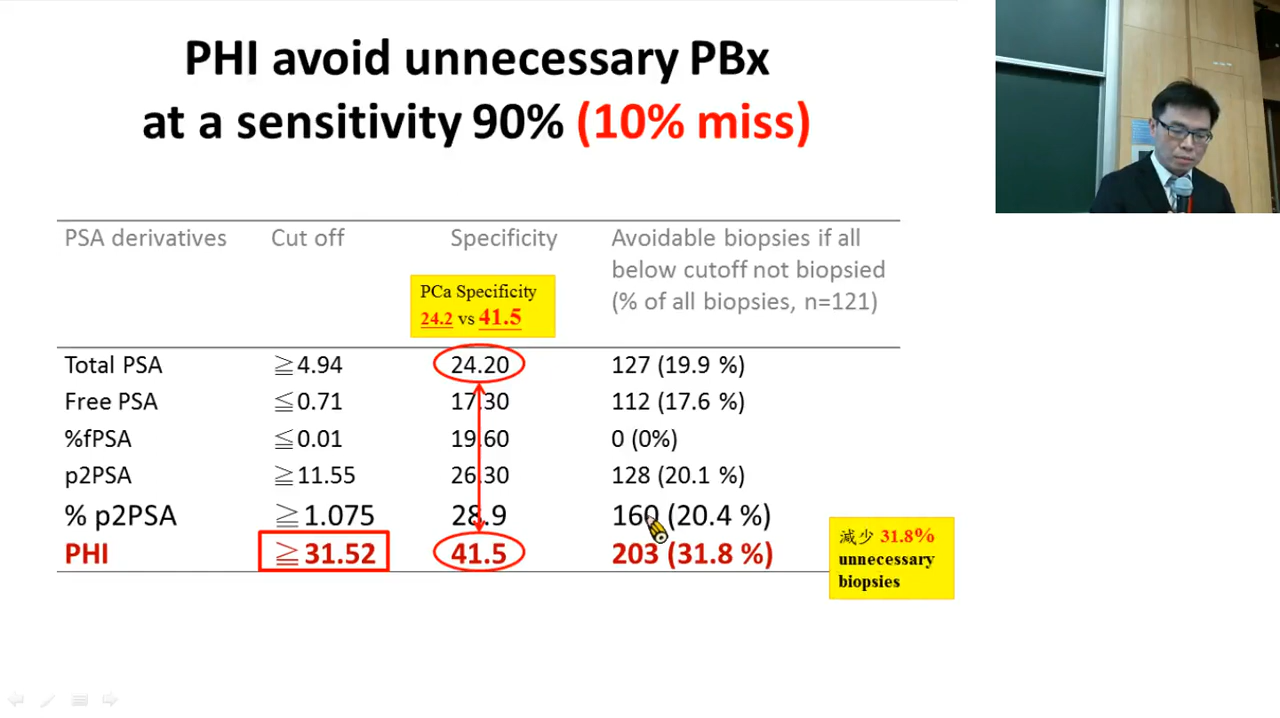 PHI avoid unnecessary PBx
at a sensitivity 90% (10% miss)
PSA derivatives Cut off Specificity Avoidable biopsies if all
below cutoff not biopsied
(% of all biopsies, n=121)
PCa Specificity
24.2 vs 41.5
Total PSA ≧4.94 24.20 127 (19.9 %)
Free PSA ≦0.71 17.30 112 (17.6 %)
%fPSA ≦0.01 19.60 0 (0%)
p2PSA ≧11.55 26.30 128 (20.1 %)
% p2PSA ≧1.075 28.9 160 (20.4 %)
PHI ≧31.52 41.5 203 (31.8 %)
減少 31.8%
unnecessary
biopsies